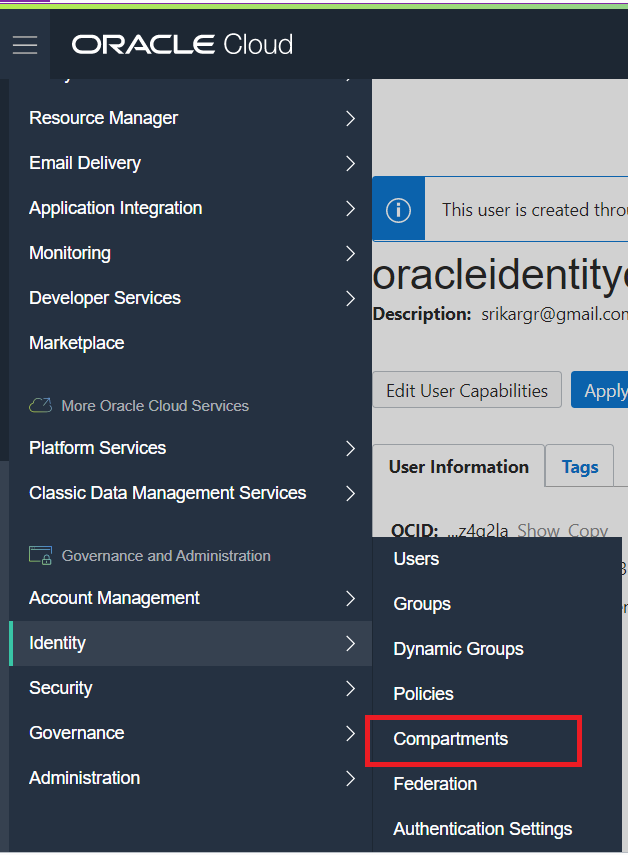 ORACLE Cloud
Resource Manager
Email Delivery
Application Integration
Monitoring
Developer Services
Marketplace
More Oracle Cloud Services
Platform Services
Classic Data Management Services
Governance and Administration
Account Management
Identity
Security
Governance
Administration
This user is created throu
oracleidentityc
Description: srikargr@gmail.com
Edit User Capabilities
Apply
User Information
Tags
OCID: ...z4q2la Show Copy
Users
Groups
Dynamic Groups
Policies
Compartments
Federation
Authentication Settings